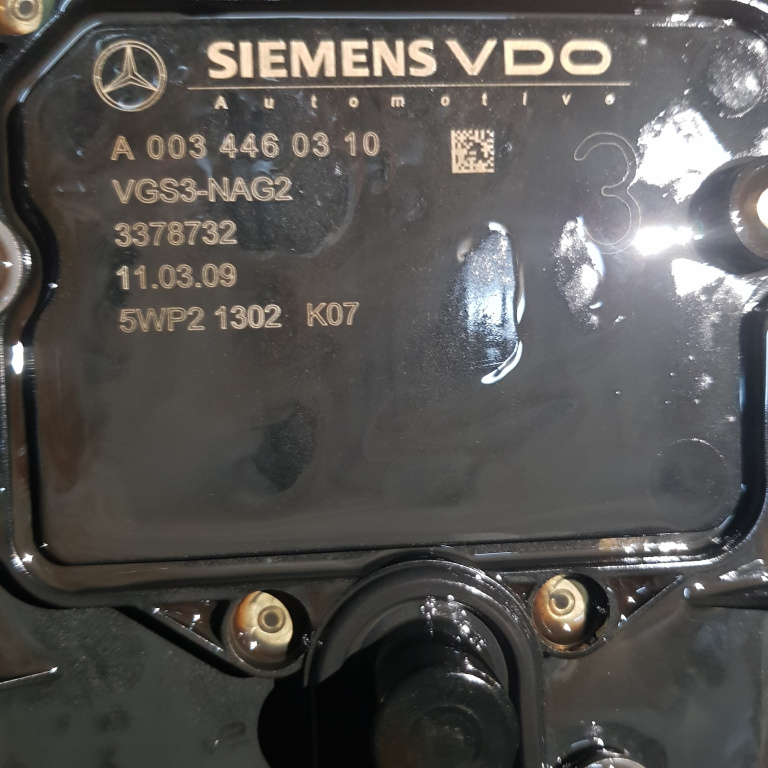 SIEMENS VDO
Automotive
A 003 446 03 10
VGS3-NAG2
3378732
11.03.09
5WP2 1302 K07
3